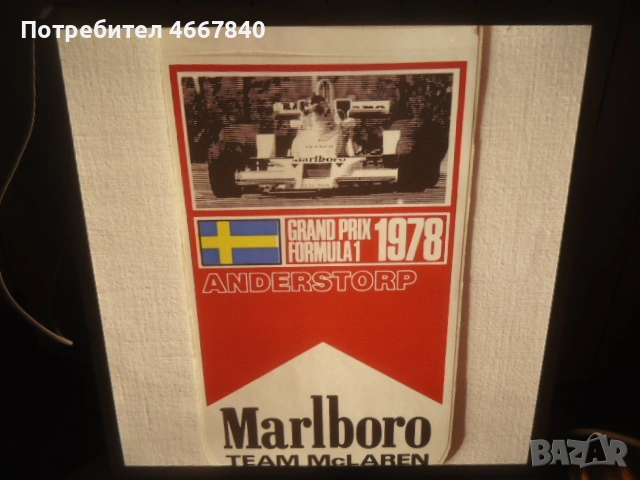 Потребител 4667840
Marlboro
GRAND PRIX
FORMULA 1
1978
ANDERSTORP
Marlboro
TEAM McLAREN
BAZAR